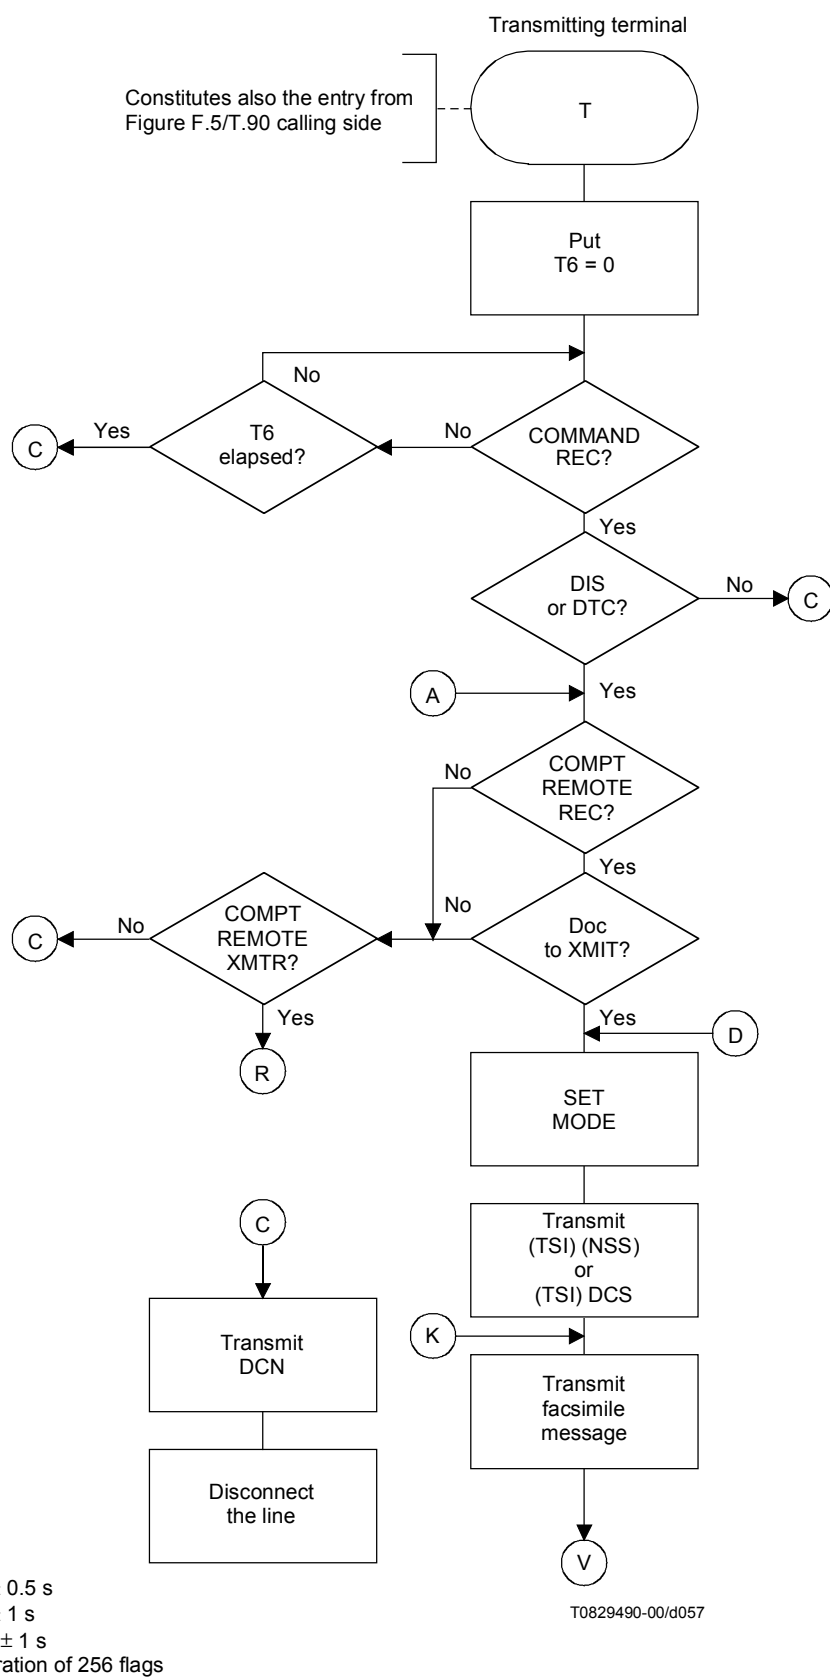 Transmitting terminal
Constitutes also the entry from
Figure F.5/T.90 calling side
T
Put
T6 = 0
No
C
Yes
T6
elapsed?
No
COMMAND
REC?
Yes
DIS
or DTC?
No
C
A
Yes
No
COMPT
REMOTE
REC?
Yes
C
No
COMPT
REMOTE
XMTR?
No
Doc
to XMIT?
Yes
Yes
D
R
SET
MODE
C
Transmit
(TSI) (NSS)
or
(TSI) DCS
Transmit
DCN
K
Transmit
facsimile
message
Disconnect
the line
V
0.5 s
1 s
± 1 s
of 256 flags
T0829490-00/d057